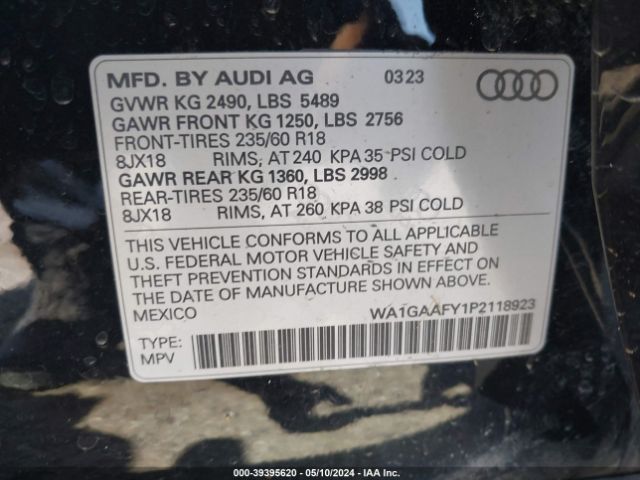 MFD. BY AUDI AG 0323
GVWR KG 2490, LBS 5489
GAWR FRONT KG 1250, LBS 2756
FRONT-TIRES 235/60 R18
8JX18 RIMS, AT 240 KPA 35 PSI COLD
GAWR REAR KG 1360, LBS 2998
REAR-TIRES 235/60 R18
8JX18 RIMS, AT 260 KPA 38 PSI COLD
THIS VEHICLE CONFORMS TO ALL APPLICABLE
U.S. FEDERAL MOTOR VEHICLE SAFETY AND
THEFT PREVENTION STANDARDS IN EFFECT ON
THE DATE OF MANUFACTURE SHOWN ABOVE.
MEXICO WA1GAAFY1P2118923
TYPE:
MPV
000-39395620 - 05/10/2024 - IAA Inc.